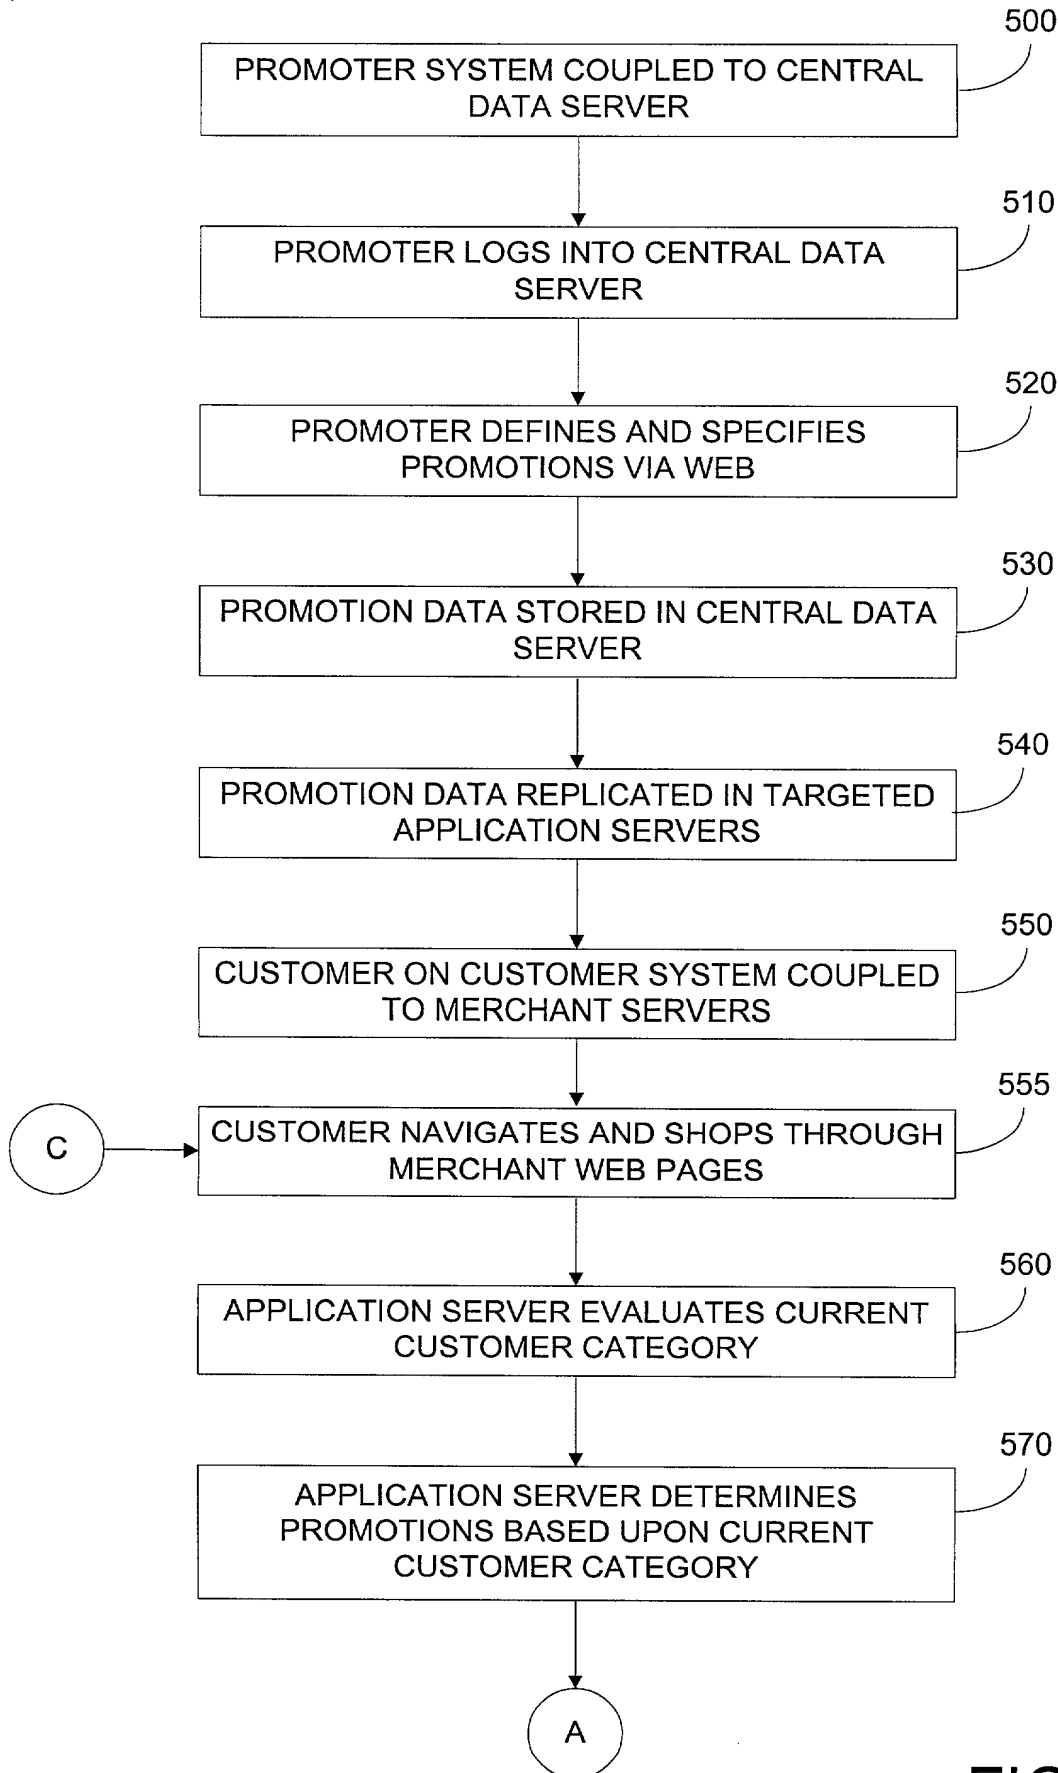 500
PROMOTER SYSTEM COUPLED TO CENTRAL
DATA SERVER
510
PROMOTER LOGS INTO CENTRAL DATA
SERVER
520
PROMOTER DEFINES AND SPECIFIES
PROMOTIONS VIA WEB
530
PROMOTION DATA STORED IN CENTRAL DATA
SERVER
540
PROMOTION DATA REPLICATED IN TARGETED
APPLICATION SERVERS
550
CUSTOMER ON CUSTOMER SYSTEM COUPLED
TO MERCHANT SERVERS
555
C
CUSTOMER NAVIGATES AND SHOPS THROUGH
MERCHANT WEB PAGES
560
APPLICATION SERVER EVALUATES CURRENT
CUSTOMER CATEGORY
570
APPLICATION SERVER DETERMINES
PROMOTIONS BASED UPON CURRENT
CUSTOMER CATEGORY
A